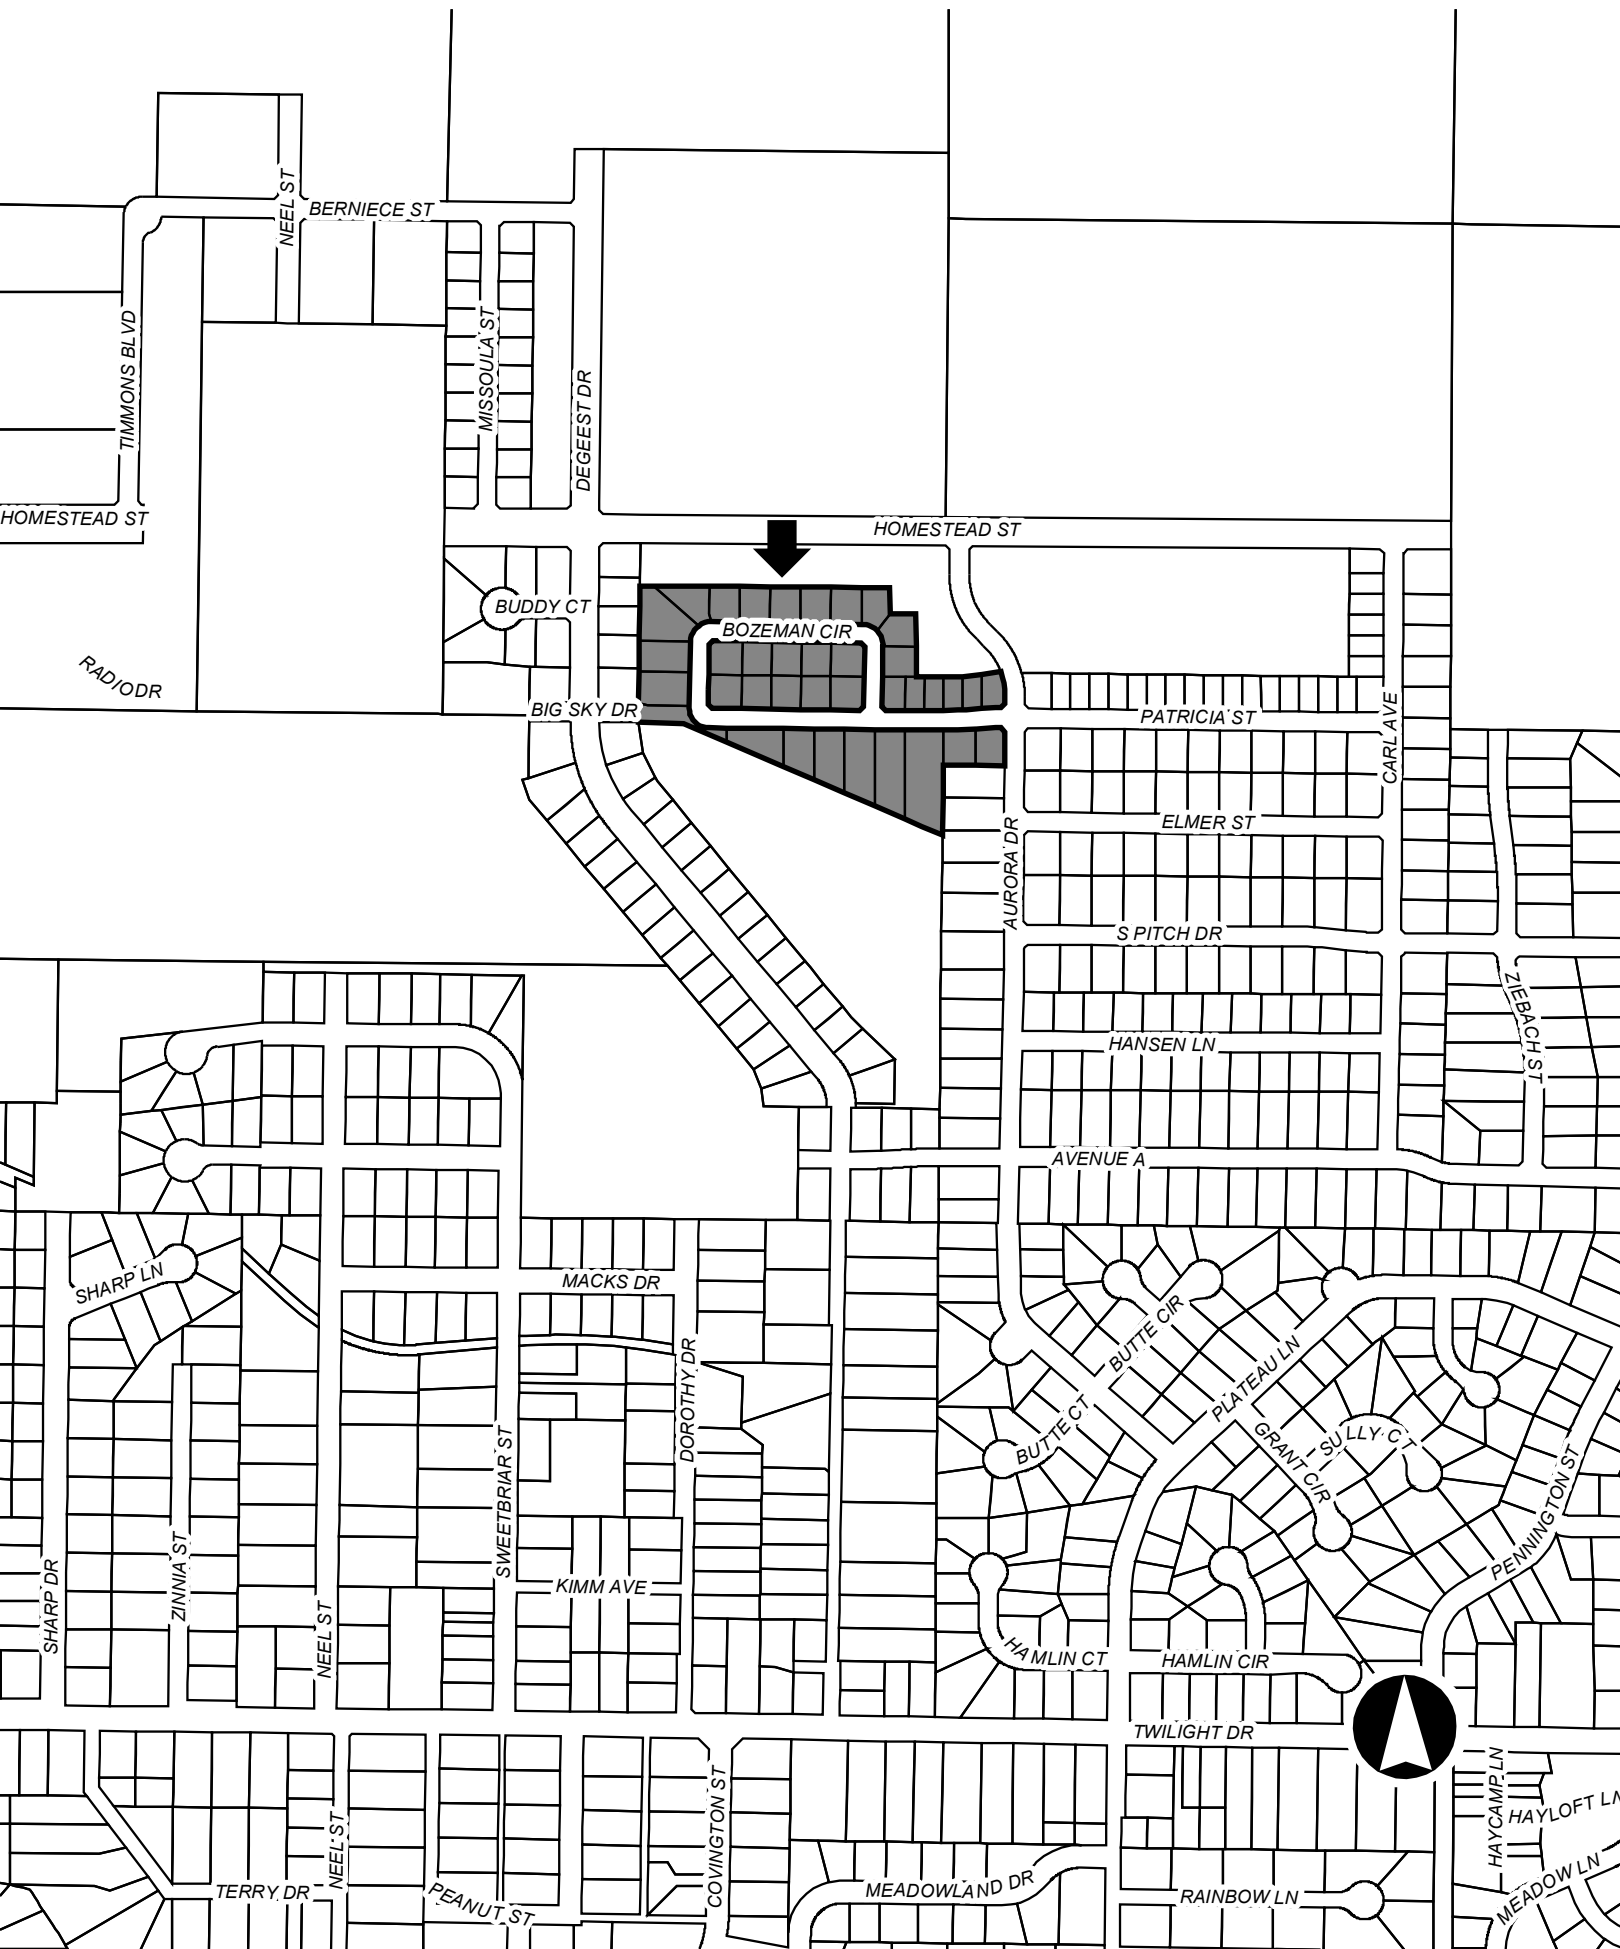 NEEL ST
BERNIECE ST
TIMMONS BLVD
MISSOULA ST
DEGEEST DR
HOMESTEAD ST
HOMESTEAD ST
BUDDY CT
BOZEMAN CIR
RADIO DR
BIG SKY DR
PATRICIA ST
CARL AVE
ELMER ST
AURORA DR
S PITCH DR
ZIEBACH ST
HANSEN LN
AVENUE A
SHARP LN
MACKS DR
BUTTE CIR
DOROTHY DR
PLATEAU LN
BUTTE CT
GRANT CIR
SULLY CT
SWEETBRIAR ST
PENNINGTON ST
ZINNIA ST
SHARP DR
KIMM AVE
NEEL ST
HAMLIN CT
HAMLIN CIR
TWILIGHT DR
COVINGTON ST
HAYCAMP LN
HAYLOFT LN
NEEL ST
TERRY DR
PEANUT ST
MEADOWLAND DR
RAINBOW LN
MEADOW LN